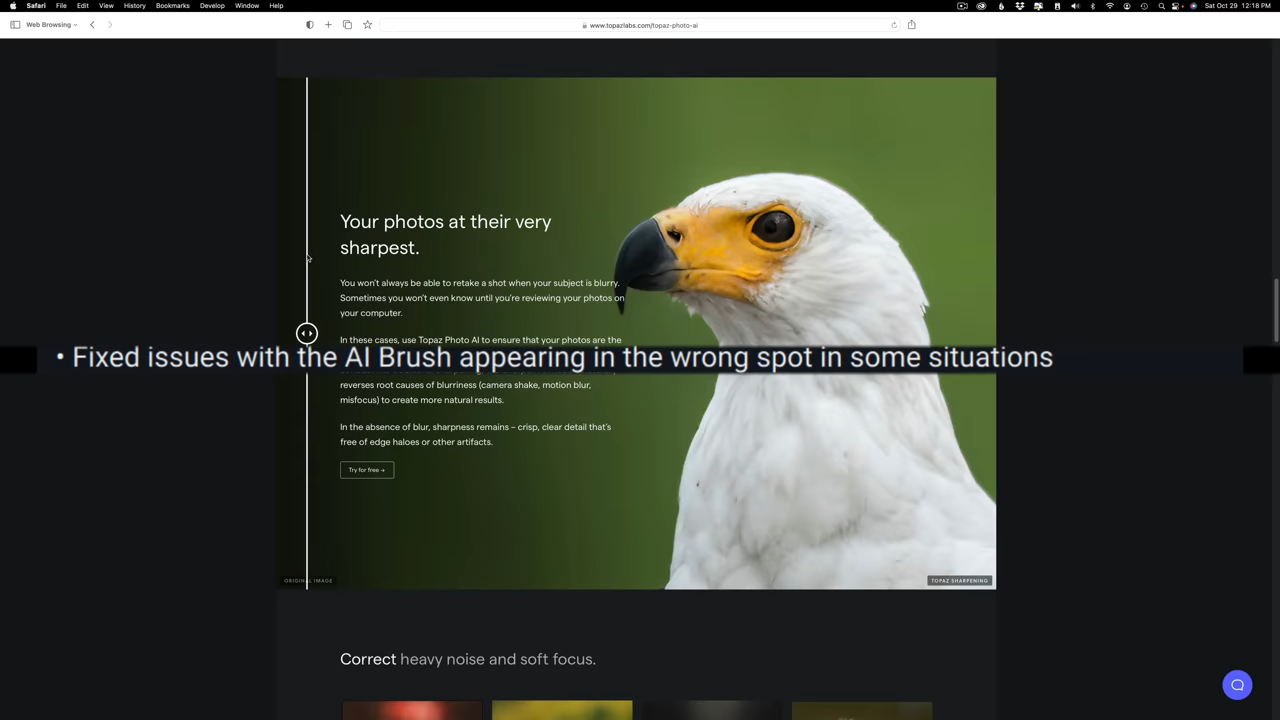 Safari File Edit View History Bookmarks Develop Window Help
Sat Oct 29 12:18 PM
Web Browsing
www.topazlabs.com/topaz-photo-ai
Your photos at their very
sharpest.
You won't always be able to retake a shot when your subject is blurry.
Sometimes you won't even know until you're reviewing your photos on
your computer.
In these cases, use Topaz Photo AI to ensure that your photos are the
• Fixed issues with the AI Brush appearing in the wrong spot in some situations
reverses root causes of blurriness (camera shake, motion blur,
misfocus) to create more natural results.
In the absence of blur, sharpness remains – crisp, clear detail that's
free of edge haloes or other artifacts.
Try for free →
ORIGINAL IMAGE
TOPAZ SHARPENING
Correct heavy noise and soft focus.